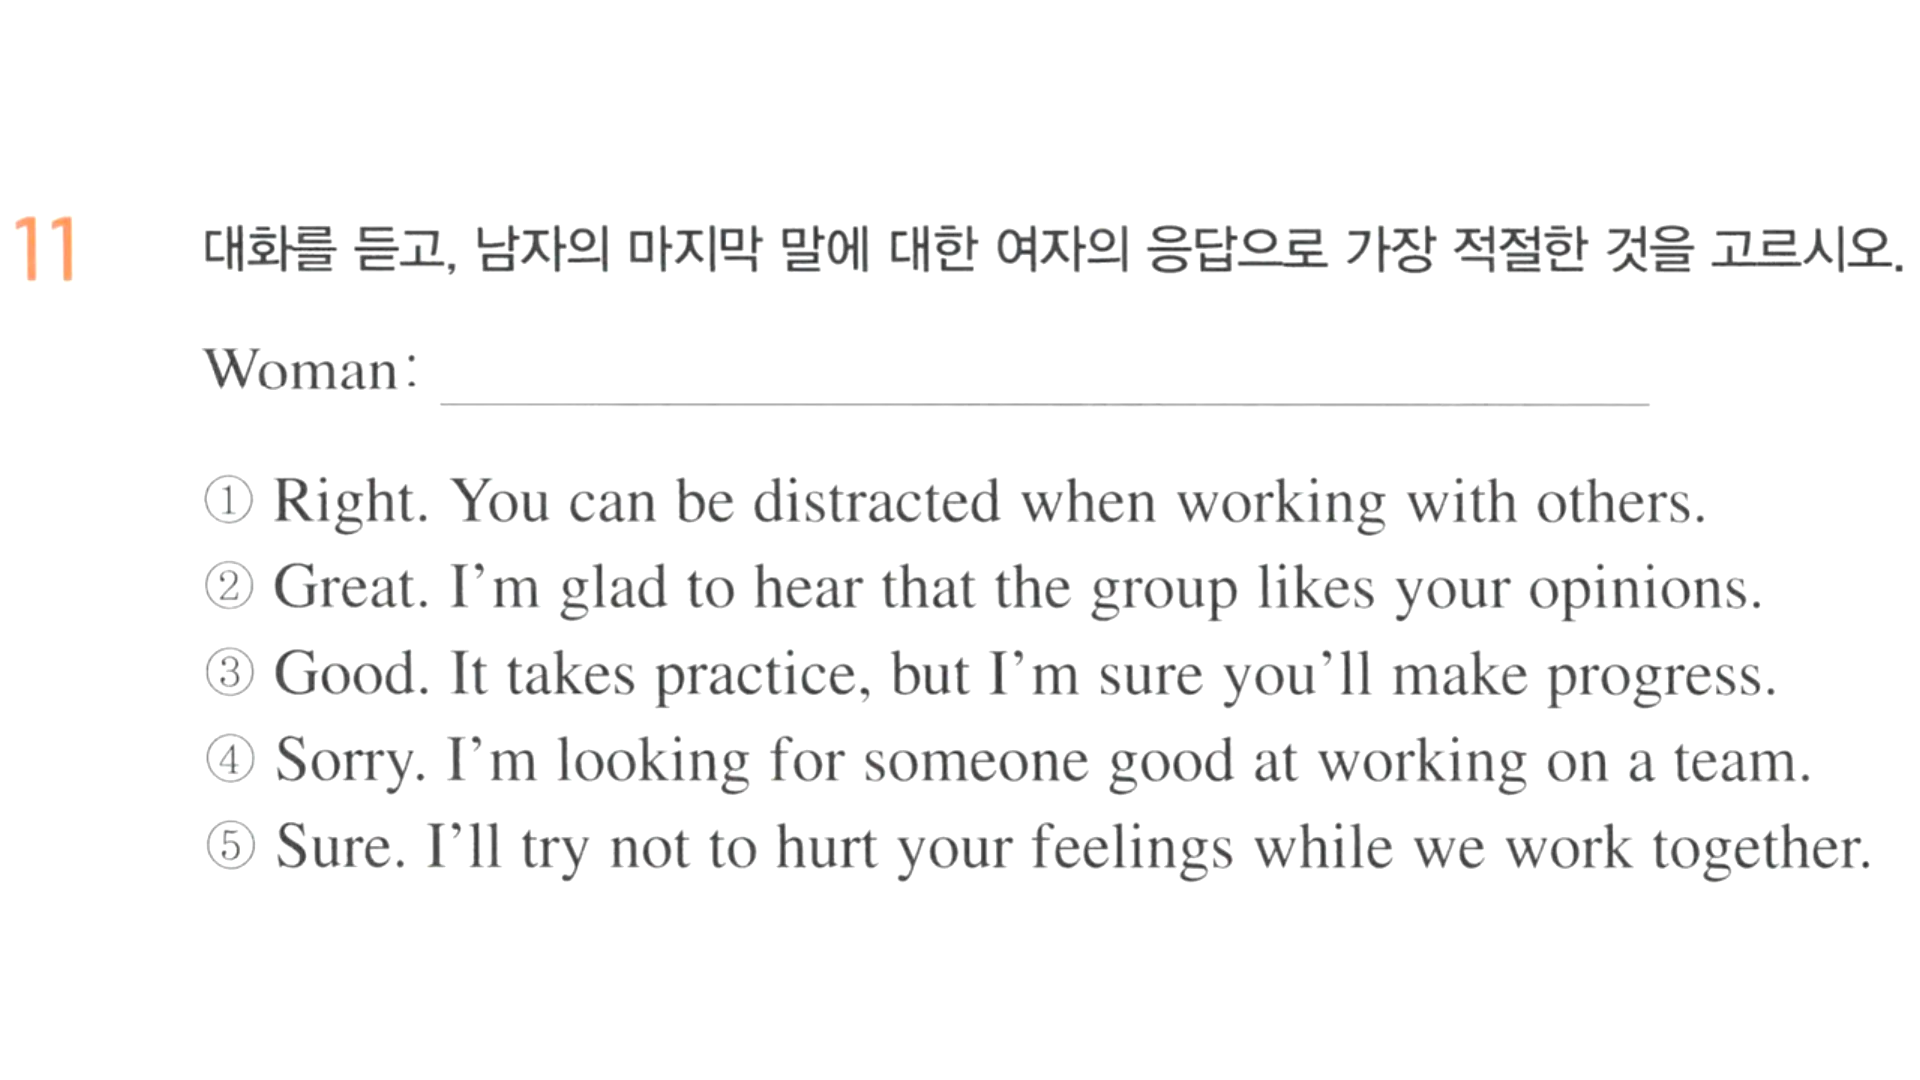 11 대화를 듣고, 남자의 마지막 말에 대한 여자의 응답으로 가장 적절한 것을 고르시오.
Woman:
① Right. You can be distracted when working with others.
② Great. I'm glad to hear that the group likes your opinions.
③ Good. It takes practice, but I'm sure you'll make progress.
④ Sorry. I'm looking for someone good at working on a team.
⑤ Sure. I'll try not to hurt your feelings while we work together.